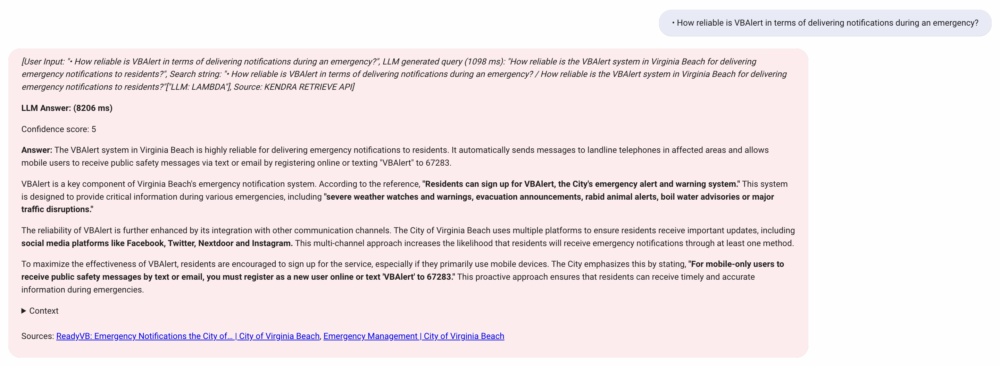 • How reliable is VBAlert in terms of delivering notifications during an emergency?
[User Input: "• How reliable is VBAlert in terms of delivering notifications during an emergency?", LLM generated query (1098 ms): "How reliable is the VBAlert system in Virginia Beach for delivering
emergency notifications to residents?", Search string: "• How reliable is VBAlert in terms of delivering notifications during an emergency? / How reliable is the VBAlert system in Virginia Beach for delivering
emergency notifications to residents?"["LLM: LAMBDA"], Source: KENDRA RETRIEVE API]
LLM Answer: (8206 ms)
Confidence score: 5
Answer: The VBAlert system in Virginia Beach is highly reliable for delivering emergency notifications to residents. It automatically sends messages to landline telephones in affected areas and allows
mobile users to receive public safety messages via text or email by registering online or texting "VBAlert" to 67283.
VBAlert is a key component of Virginia Beach's emergency notification system. According to the reference, "Residents can sign up for VBAlert, the City's emergency alert and warning system." This system
is designed to provide critical information during various emergencies, including "severe weather watches and warnings, evacuation announcements, rabid animal alerts, boil water advisories or major
traffic disruptions."
The reliability of VBAlert is further enhanced by its integration with other communication channels. The City of Virginia Beach uses multiple platforms to ensure residents receive important updates, including
social media platforms like Facebook, Twitter, Nextdoor and Instagram. This multi-channel approach increases the likelihood that residents will receive emergency notifications through at least one method.
To maximize the effectiveness of VBAlert, residents are encouraged to sign up for the service, especially if they primarily use mobile devices. The City emphasizes this by stating, "For mobile-only users to
receive public safety messages by text or email, you must register as a new user online or text 'VBAlert' to 67283." This proactive approach ensures that residents can receive timely and accurate
information during emergencies.
▶ Context
Sources: ReadyVB: Emergency Notifications the City of… | City of Virginia Beach, Emergency Management | City of Virginia Beach